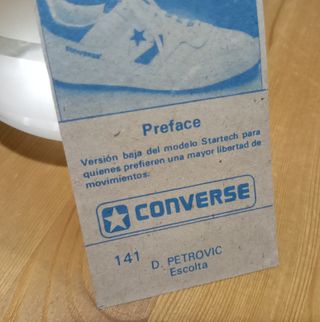 Preface
Versión baja del modelo Startech para
quienes prefieren una mayor libertad de
movimientos.
CONVERSE
141
D. PETROVIC
Escolta